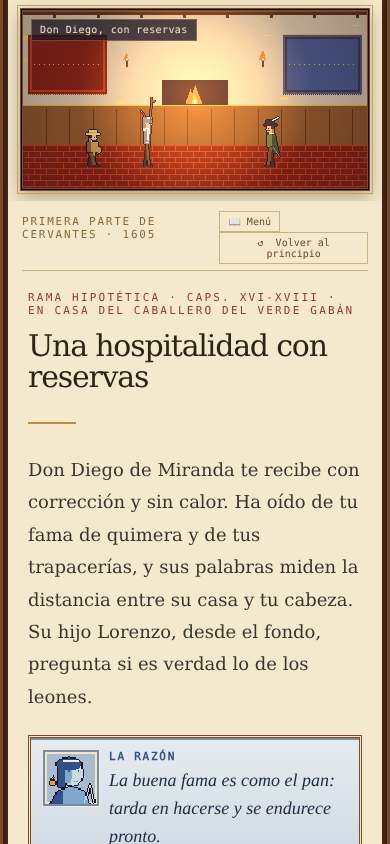 Don Diego, con reservas
PRIMERA PARTE DE
CERVANTES · 1605
📖 Menú
↺ Volver al
principio
RAMA HIPOTÉTICA · CAPS. XVI-XVIII ·
EN CASA DEL CABALLERO DEL VERDE GABÁN
Una hospitalidad con
reservas
Don Diego de Miranda te recibe con
corrección y sin calor. Ha oído de tu
fama de quimera y de tus
trapacerías, y sus palabras miden la
distancia entre su casa y tu cabeza.
Su hijo Lorenzo, desde el fondo,
pregunta si es verdad lo de los
leones.
LA RAZÓN
La buena fama es como el pan:
tarda en hacerse y se endurece
pronto.